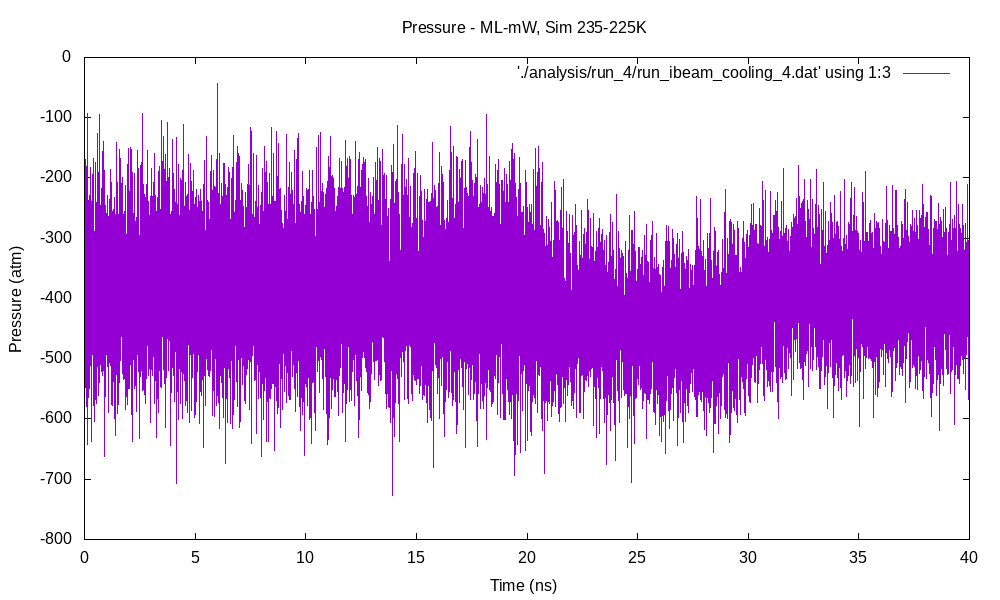 Pressure - ML-mW, Sim 235-225K
'./analysis/run_4/run_ibeam_cooling_4.dat' using 1:3
0
-100
-200
-300
-400
-500
-600
-700
-800
Pressure (atm)
0 5 10 15 20 25 30 35 40
Time (ns)